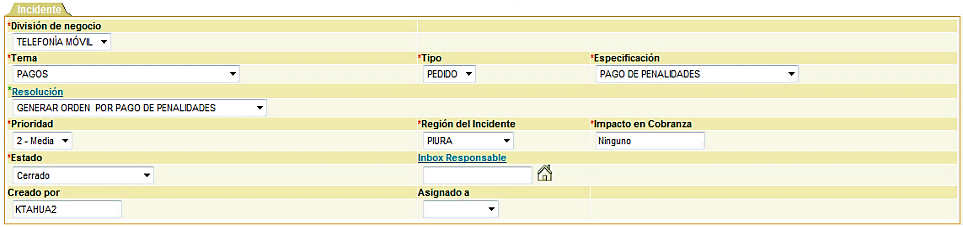 Incidente
*División de negocio
TELEFONÍA MÓVIL
*Tema *Tipo *Especificación
PAGOS PEDIDO PAGO DE PENALIDADES
*Resolución
GENERAR ORDEN POR PAGO DE PENALIDADES
*Prioridad *Región del Incidente *Impacto en Cobranza
2 - Media PIURA Ninguno
*Estado Inbox Responsable
Cerrado
Creado por Asignado a
KTAHUA2